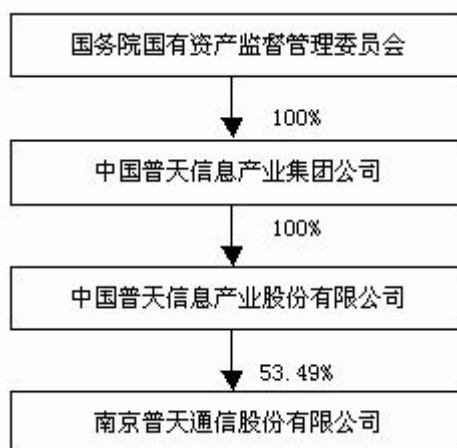 国务院国有资产监督管理委员会
100%
中国普天信息产业集团公司
100%
中国普天信息产业股份有限公司
53.49%
南京普天通信股份有限公司